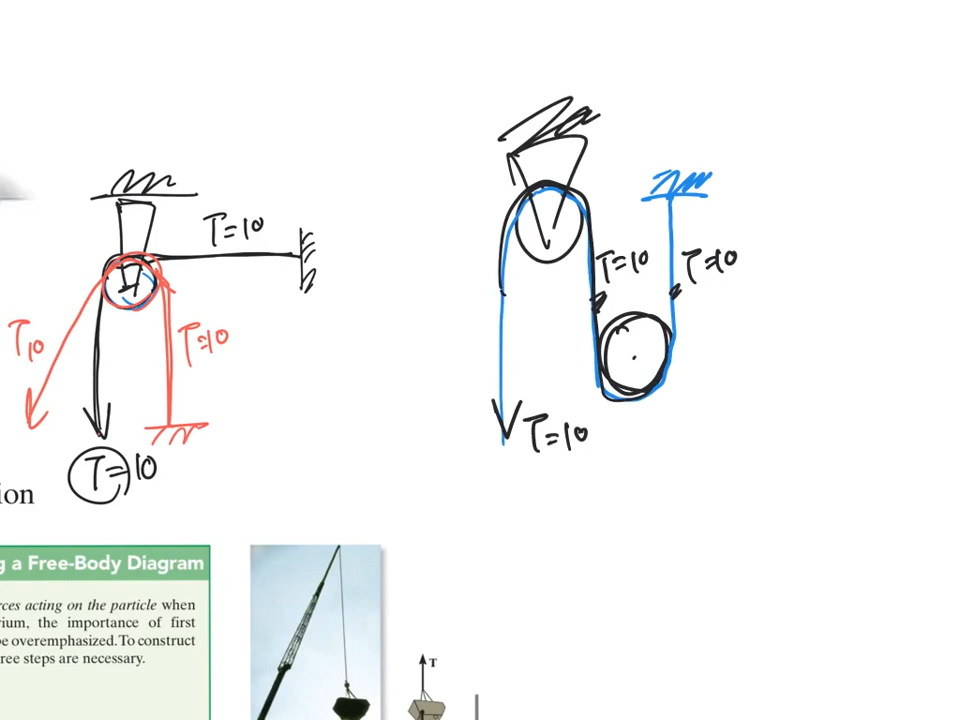 T=10
T=10
T=10
T10
T=10
T=10
T=10
T=10
ion
g a Free-Body Diagram
rces acting on the particle when
rium, the importance of first
be overemphasized. To construct
ree steps are necessary.
T